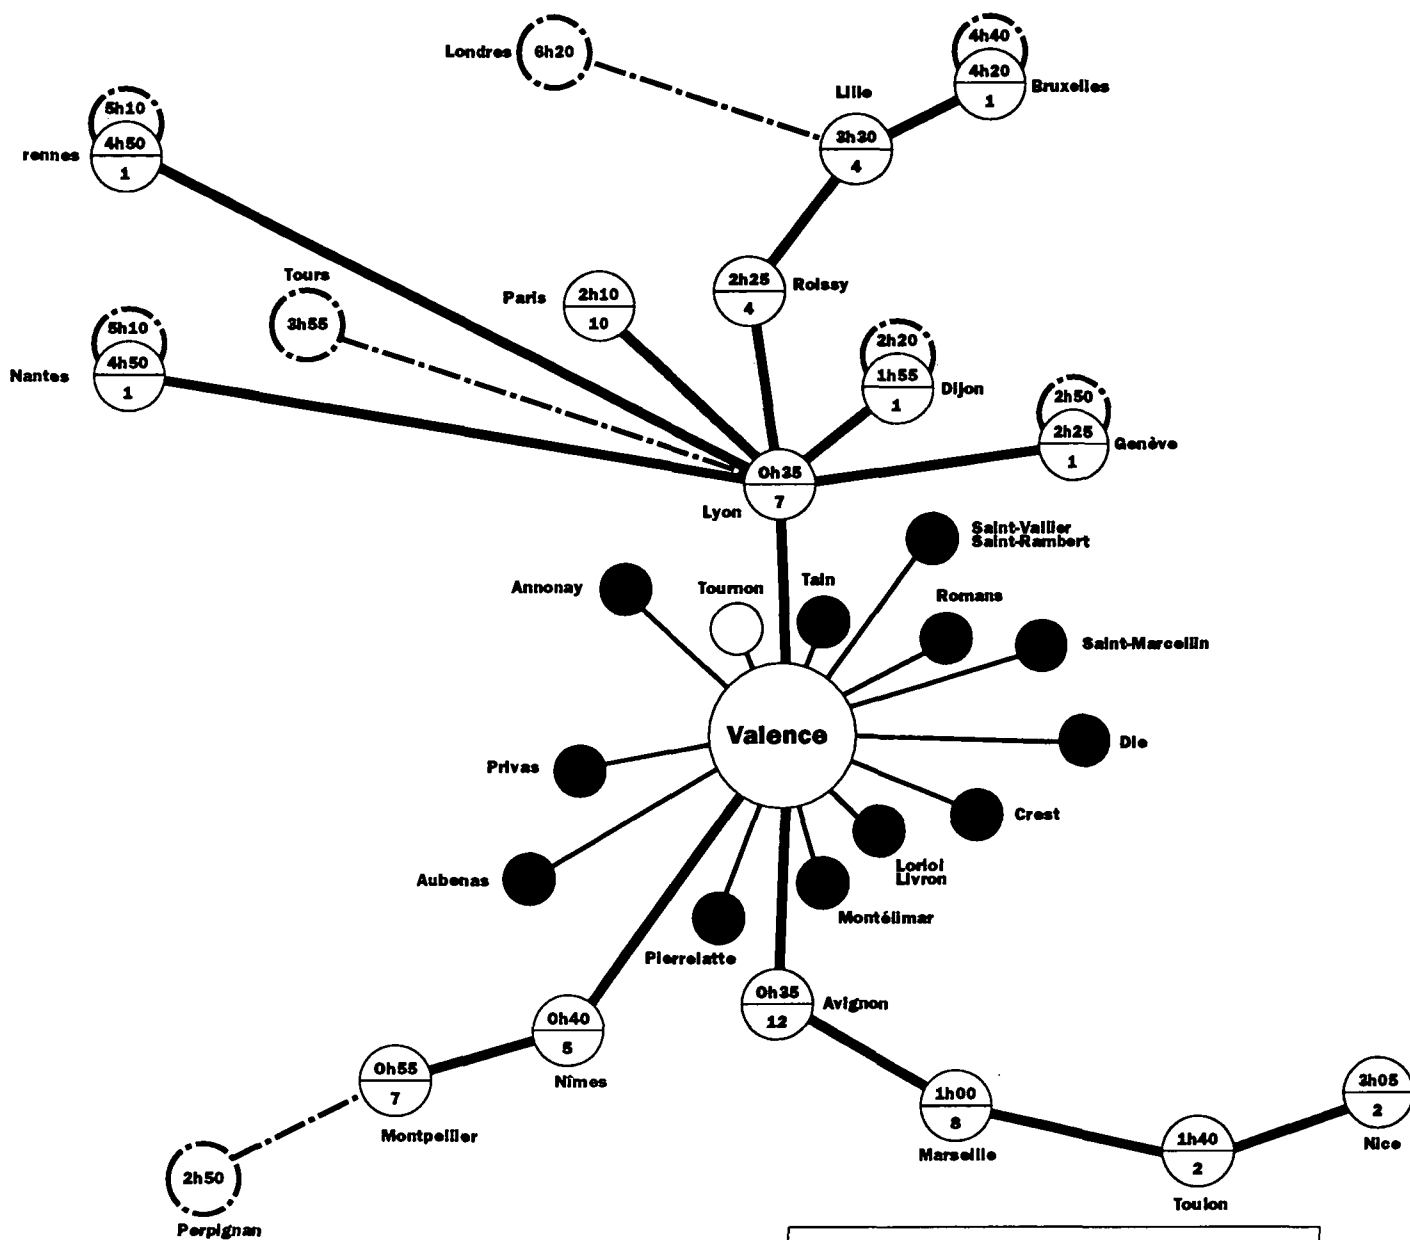 Londres
6h20
4h40
4h20
1
Bruxelles
Lille
3h30
4
5h10
4h50
1
rennes
Tours
3h55
Paris
2h10
10
2h25
4
Roissy
5h10
4h50
1
Nantes
2h20
1h55
1
Dijon
2h50
2h25
1
Genève
0h35
7
Lyon
Saint-Vallier
Saint-Rambert
Annonay
Tournon
Tain
Romans
Saint-Marcellin
Valence
Die
Privas
Crest
Loriol
Livron
Aubenas
Montélimar
Pierrelatte
0h35
12
Avignon
0h40
5
Nîmes
0h55
7
Montpellier
1h00
8
Marseille
3h05
2
Nice
1h40
2
Toulon
2h50
Perpignan